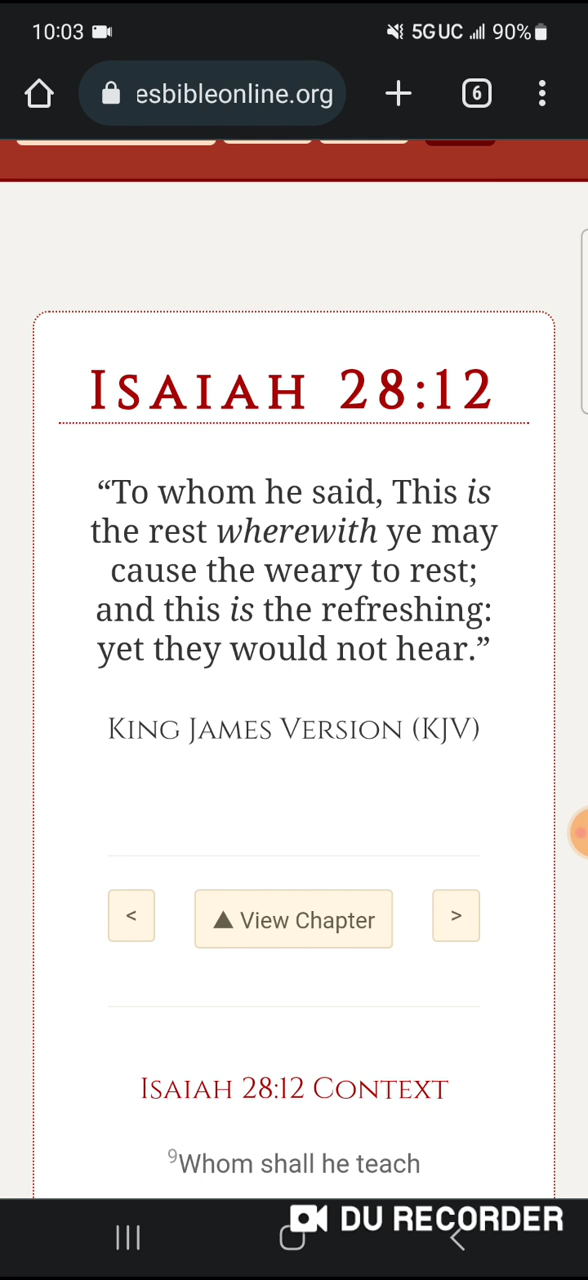 10:03 5G UC 90%
esbibleonline.org 6
ISAIAH 28:12
“To whom he said, This is
the rest wherewith ye may
cause the weary to rest;
and this is the refreshing:
yet they would not hear.”
KING JAMES VERSION (KJV)
< ▲ View Chapter >
ISAIAH 28:12 CONTEXT
9Whom shall he teach
DU RECORDER